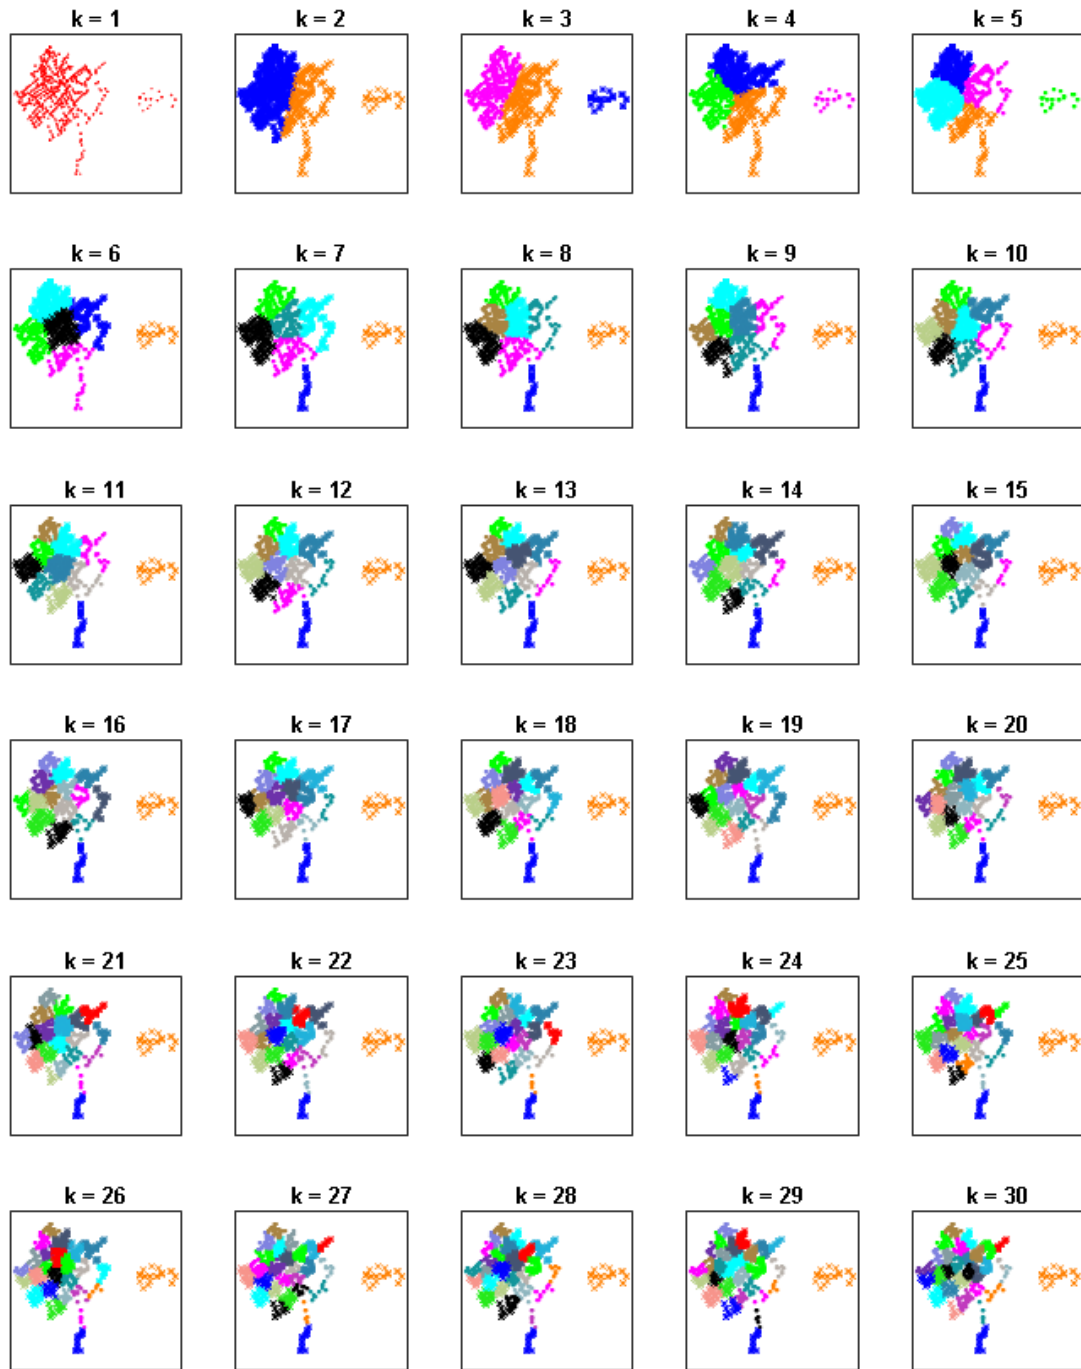 k = 1 k = 2 k = 3 k = 4 k = 5
k = 6 k = 7 k = 8 k = 9 k = 10
k = 11 k = 12 k = 13 k = 14 k = 15
k = 16 k = 17 k = 18 k = 19 k = 20
k = 21 k = 22 k = 23 k = 24 k = 25
k = 26 k = 27 k = 28 k = 29 k = 30